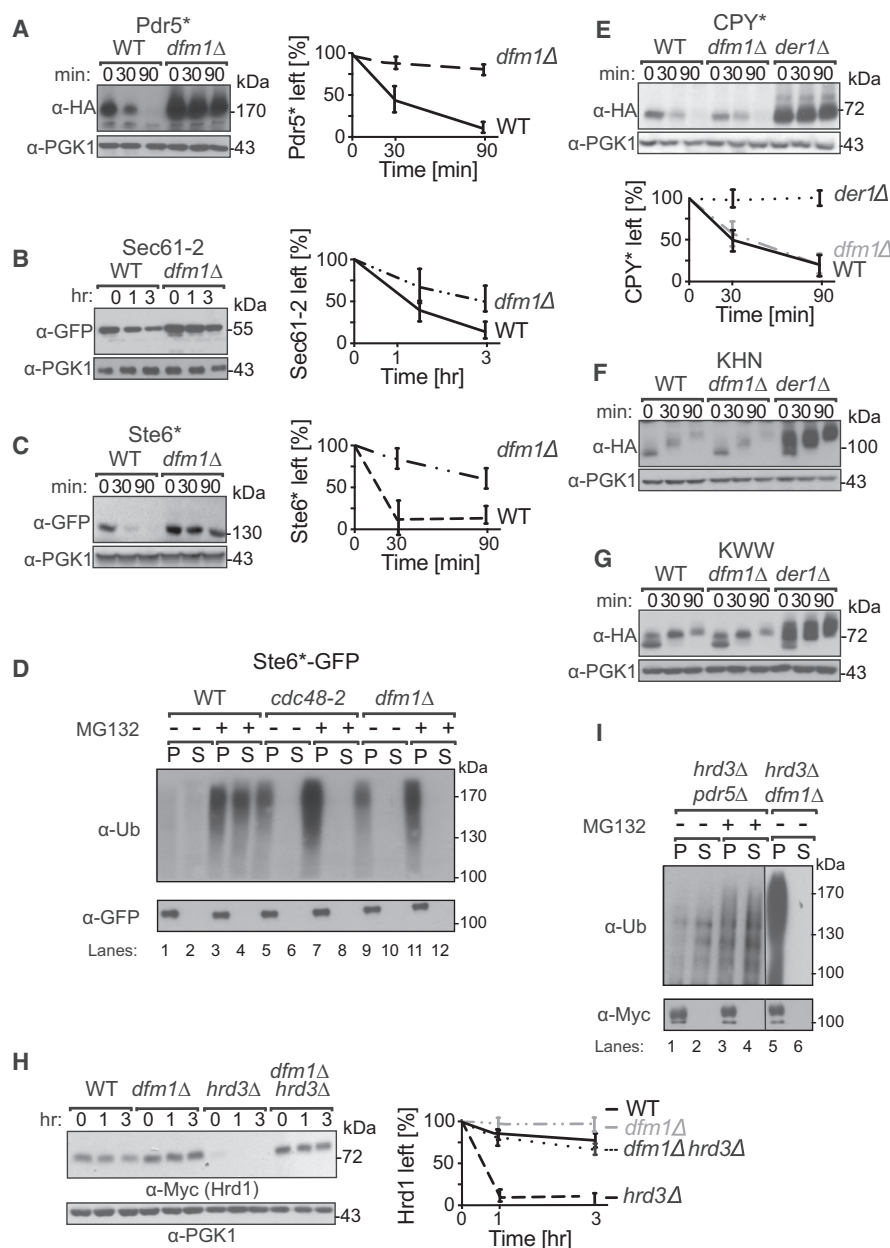 A
Pdr5*
WT dfm1Δ
min: 0 30 90 0 30 90 kDa
α-HA -170
α-PGK1 -43
Pdr5* left [%]
100
50
0
0 30 90
Time [min]
dfm1Δ
WT
B
Sec61-2
WT dfm1Δ
hr: 0 1 3 0 1 3 kDa
α-GFP -55
α-PGK1 -43
Sec61-2 left [%]
100
50
0
0 1 3
Time [hr]
dfm1Δ
WT
C
Ste6*
WT dfm1Δ
min: 0 30 90 0 30 90 kDa
α-GFP -130
α-PGK1 -43
Ste6* left [%]
100
50
0
0 30 90
Time [min]
dfm1Δ
WT
D
Ste6*-GFP
WT cdc48-2 dfm1Δ
MG132 – – + + – – + + – – + +
P S P S P S P S P S P S
kDa
α-Ub
-170
-130
-100
α-GFP -100
Lanes: 1 2 3 4 5 6 7 8 9 10 11 12
E
CPY*
WT dfm1Δ der1Δ
min: 0 30 90 0 30 90 0 30 90 kDa
α-HA -72
α-PGK1 -43
CPY* left [%]
100
50
0
0 30 90
Time [min]
der1Δ
dfm1Δ
WT
F
KHN
WT dfm1Δ der1Δ
min: 0 30 90 0 30 90 0 30 90 kDa
α-HA 100
α-PGK1 -43
G
KWW
WT dfm1Δ der1Δ
min: 0 30 90 0 30 90 0 30 90 kDa
α-HA -72
α-PGK1 -43
H
WT dfm1Δ hrd3Δ dfm1Δ hrd3Δ
hr: 0 1 3 0 1 3 0 1 3 0 1 3 kDa
-72
α-Myc (Hrd1)
-43
α-PGK1
Hrd1 left [%]
100
50
0
0 1 3
Time [hr]
WT
dfm1Δ
dfm1Δ hrd3Δ
hrd3Δ
I
hrd3Δ pdr5Δ
hrd3Δ dfm1Δ
MG132 – – + + – –
P S P S P S
kDa
α-Ub
-170
-130
-100
α-Myc -100
Lanes: 1 2 3 4 5 6